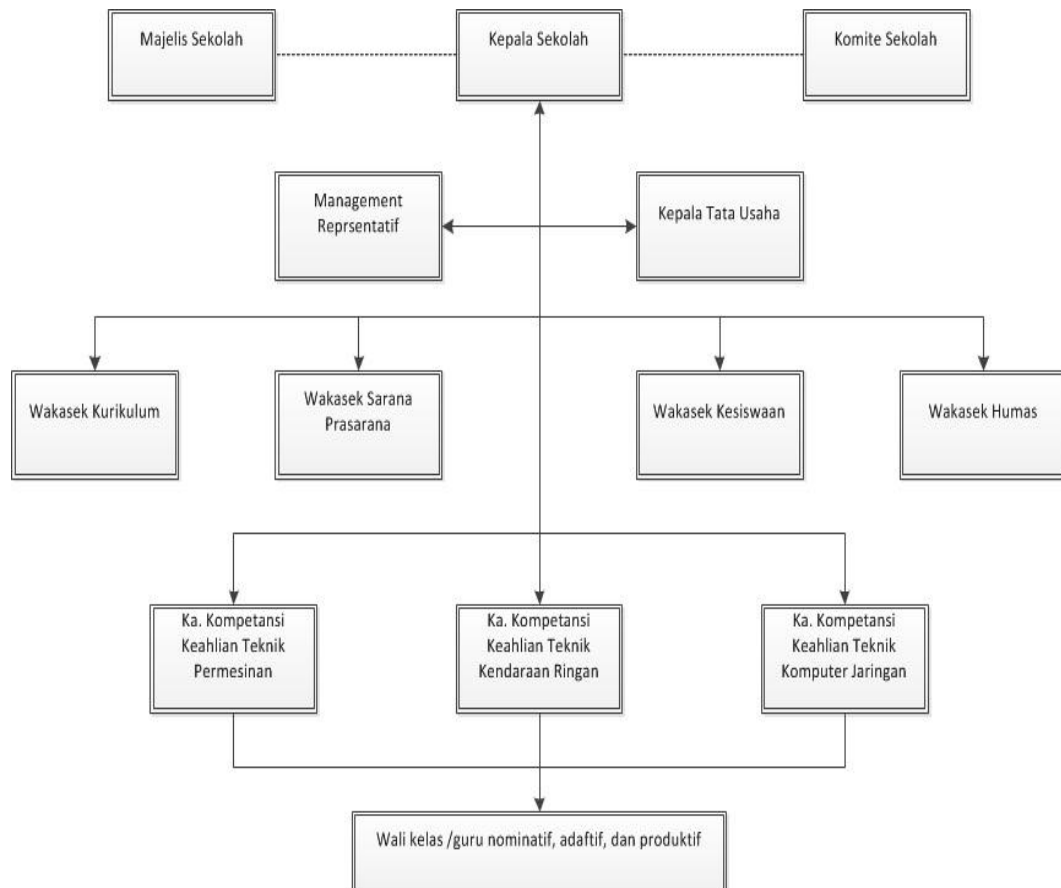 Majelis Sekolah
Kepala Sekolah
Komite Sekolah
Management
Reprsentatif
Kepala Tata Usaha
Wakasek Kurikulum
Wakasek Sarana
Prasarana
Wakasek Kesiswaan
Wakasek Humas
Ka. Kompetansi
Keahlian Teknik
Permesinan
Ka. Kompetansi
Keahlian Teknik
Kendaraan Ringan
Ka. Kompetansi
Keahlian Teknik
Komputer Jaringan
Wali kelas /guru nominatif, adaftif, dan produktif